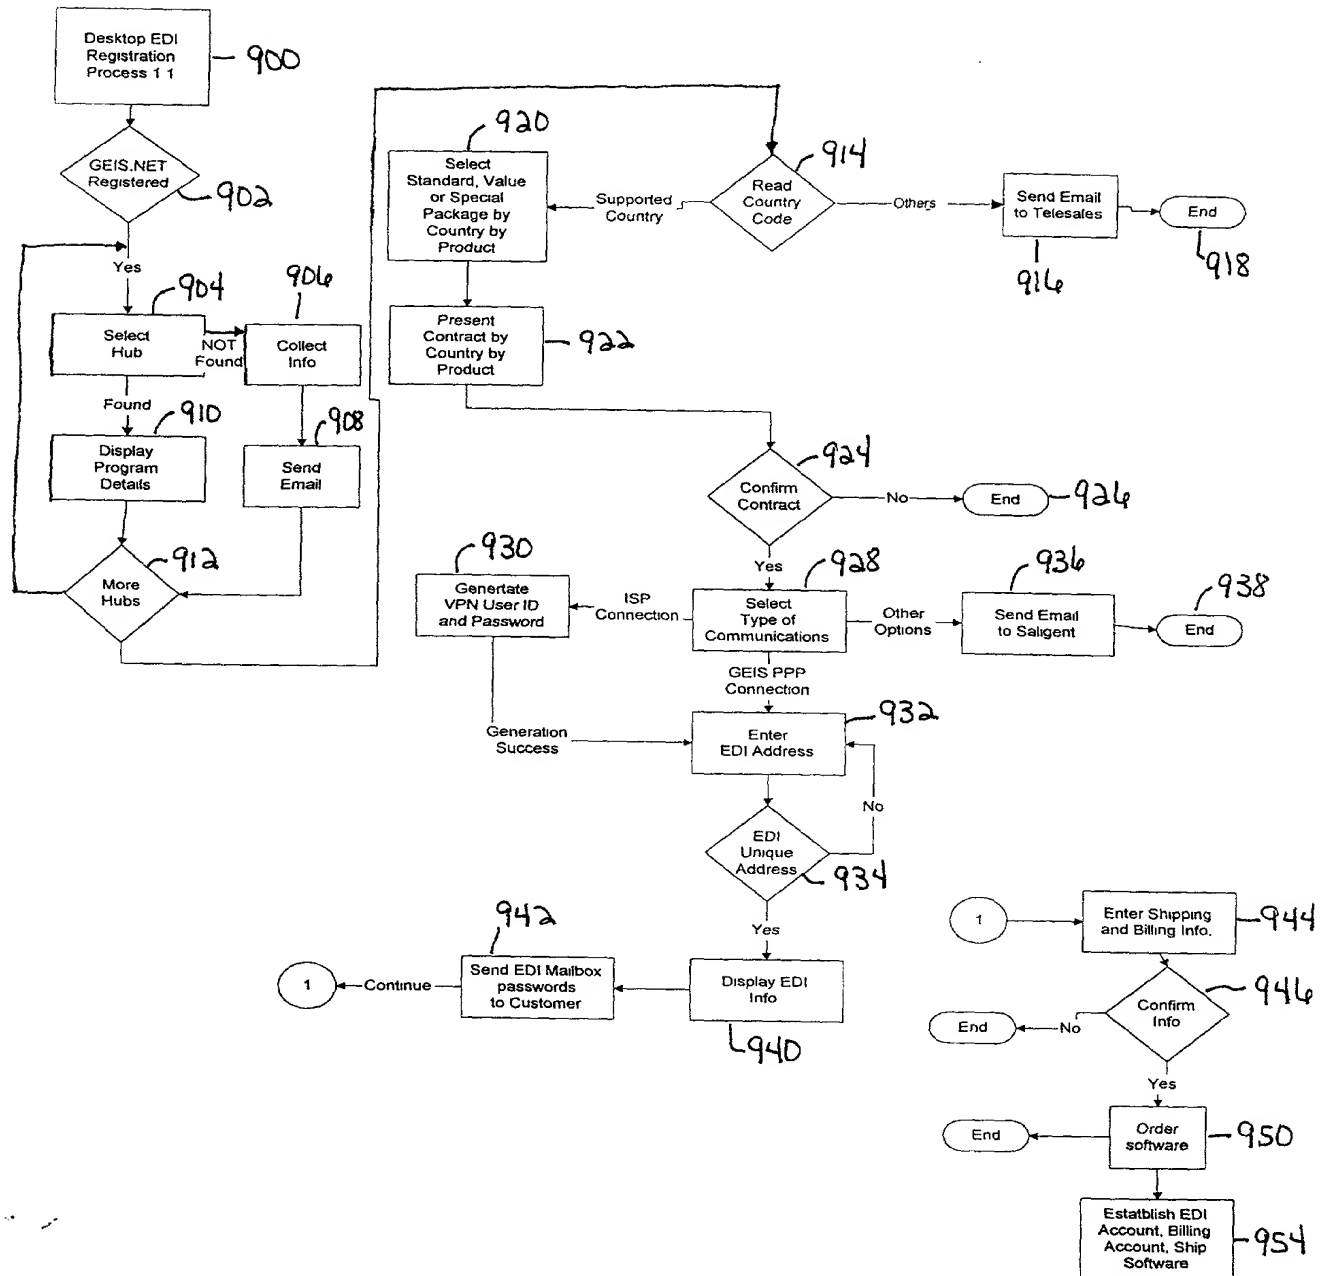 Desktop EDI
Registration
Process 1 1
900
GEIS.NET
Registered
902
Yes
904
Select
Hub
NOT
Found
906
Collect
Info
Found
910
Display
Program
Details
908
Send
Email
912
More
Hubs
920
Select
Standard, Value
or Special
Package by
Country by
Product
Supported
Country
914
Read
Country
Code
Others
Send Email
to Telesales
916
End
918
Present
Contract by
Country by
Product
922
924
Confirm
Contract
No
End
926
Yes
928
Select
Type of
Communications
ISP
Connection
930
Genertate
VPN User ID
and Password
Other
Options
936
Send Email
to Saligent
938
End
GEIS PPP
Connection
Generation
Success
932
Enter
EDI Address
No
EDI
Unique
Address
934
Yes
942
Send EDI Mailbox
passwords
to Customer
Continue
1
Display EDI
Info
940
1
Enter Shipping
and Billing Info.
944
Confirm
Info
946
No
End
Yes
Order
software
950
End
Estatblish EDI
Account, Billing
Account, Ship
Software
954